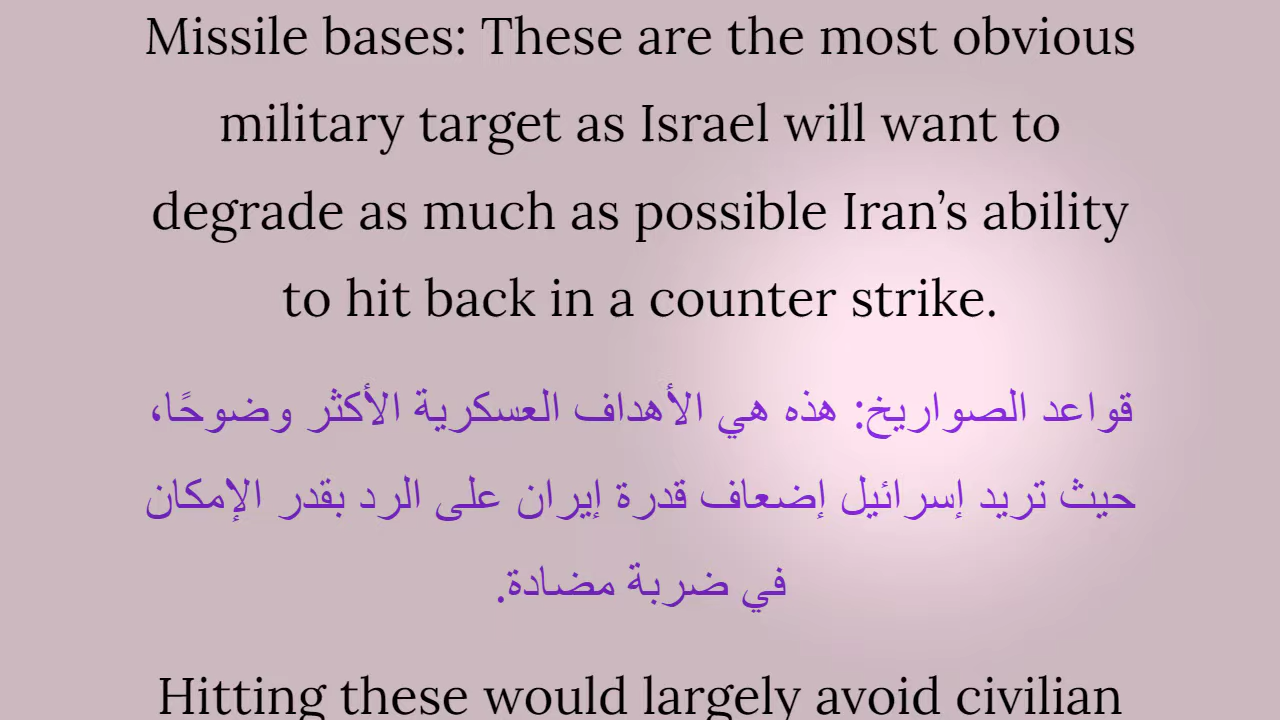 Missile bases: These are the most obvious
military target as Israel will want to
degrade as much as possible Iran’s ability
to hit back in a counter strike.
قواعد الصواريخ: هذه هي الأهداف العسكرية الأكثر وضوحًا،
حيث تريد إسرائيل إضعاف قدرة إيران على الرد بقدر الإمكان
في ضربة مضادة.
Hitting these would largely avoid civilian